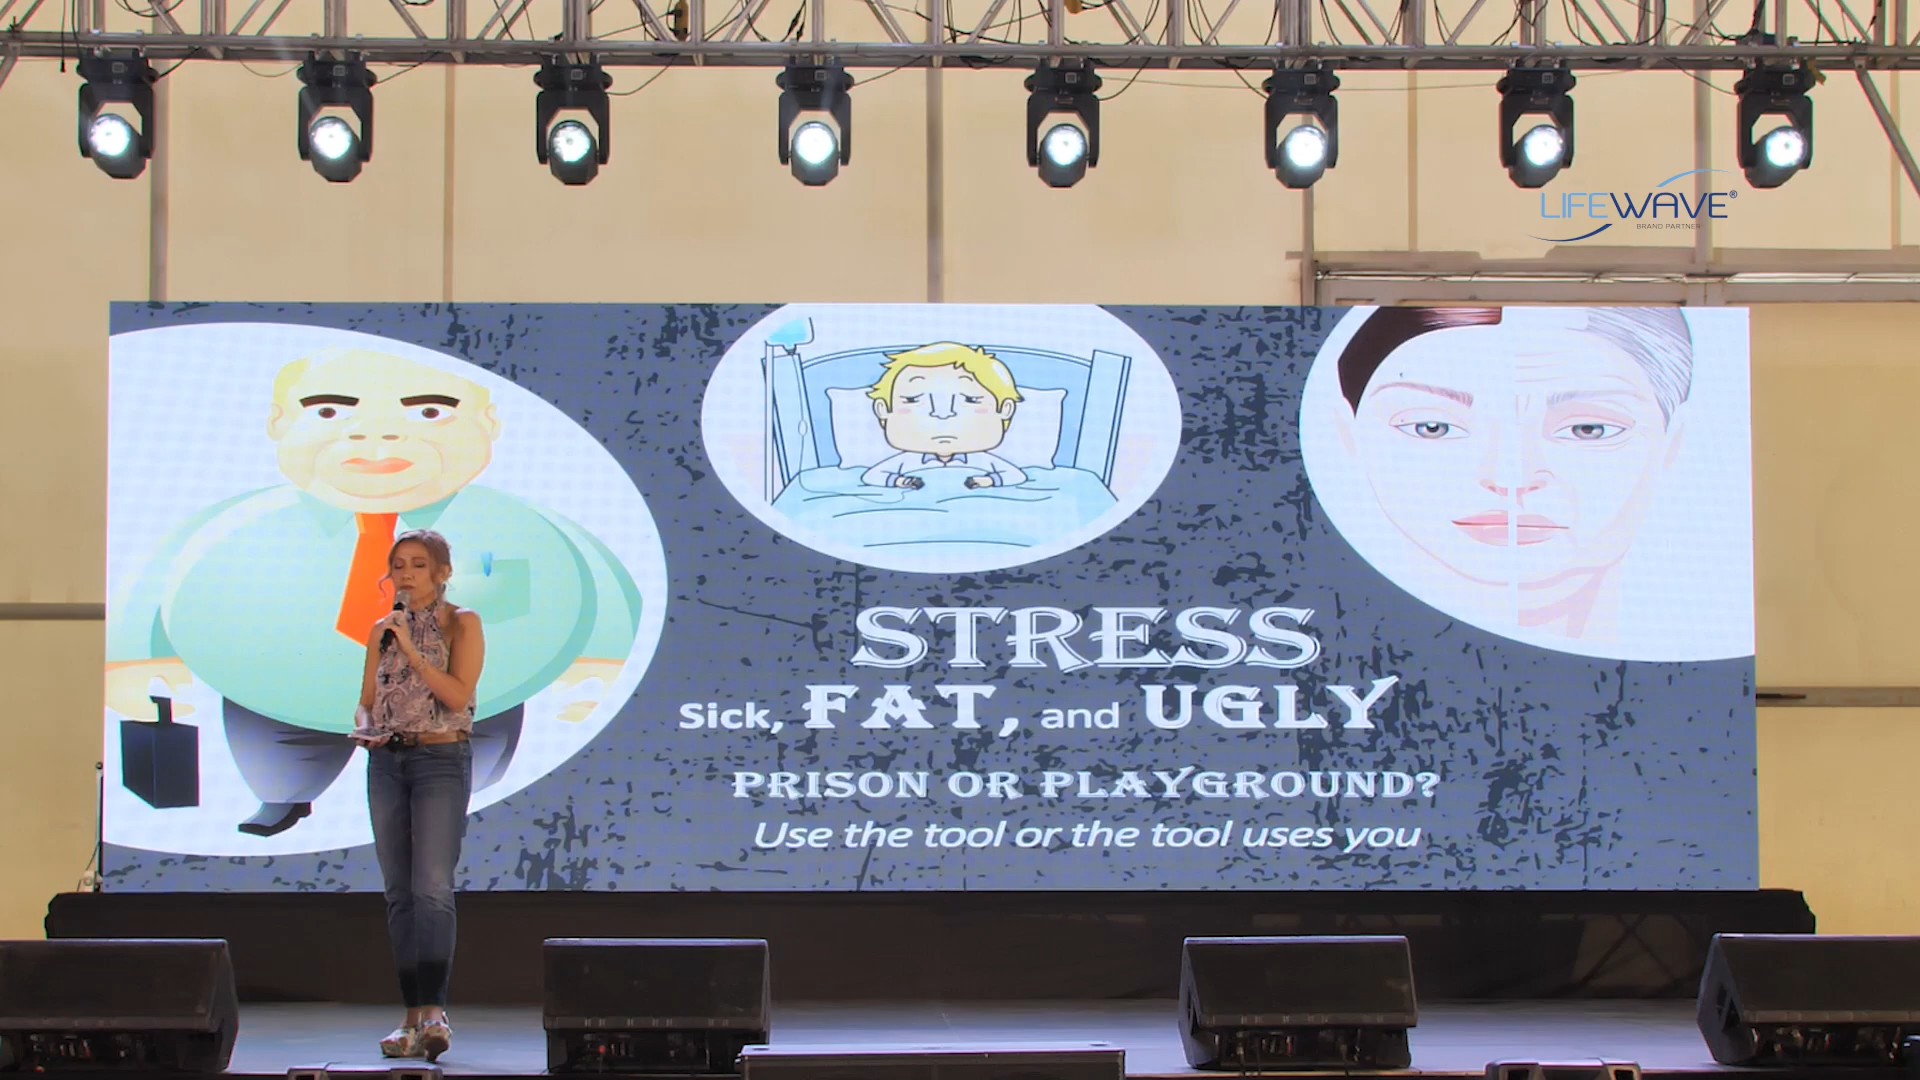 LIFEWAVE®
BRAND PARTNER
STRESS
Sick, FAT, and UGLY
PRISON OR PLAYGROUND?
Use the tool or the tool uses you